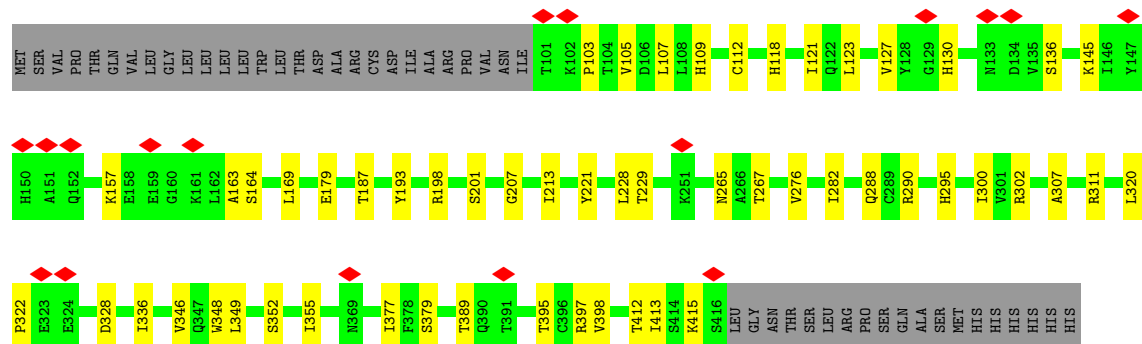 MET SER VAL PRO THR GLN VAL LEU GLY LEU LEU LEU LEU TRP LEU THR ASP ALA ARG CYS ASP ILE ALA ARG PRO VAL ASN ILE T101 K102 P103 T104 V105 D106 L107 L108 H109 C112 H118 I121 Q122 L123 V127 Y128 G129 H130 N133 D134 V135 S136 K145 I146 Y147
H150 A151 Q152 K157 E158 E159 G160 K161 L162 A163 S164 L169 E179 T187 Y193 R198 S201 G207 I213 Y221 L228 T229 K251 N265 A266 T267 V276 I282 Q288 C289 R290 H295 I300 V301 R302 A307 R311 L320
P322 E323 E324 D328 I336 V346 Q347 W348 L349 S352 I355 N369 I377 F378 S379 T389 Q390 T391 T395 C396 R397 V398 T412 I413 S414 K415 S416 LEU GLY ASN THR SER LEU ARG PRO SER GLN ALA SER MET HIS HIS HIS HIS HIS HIS